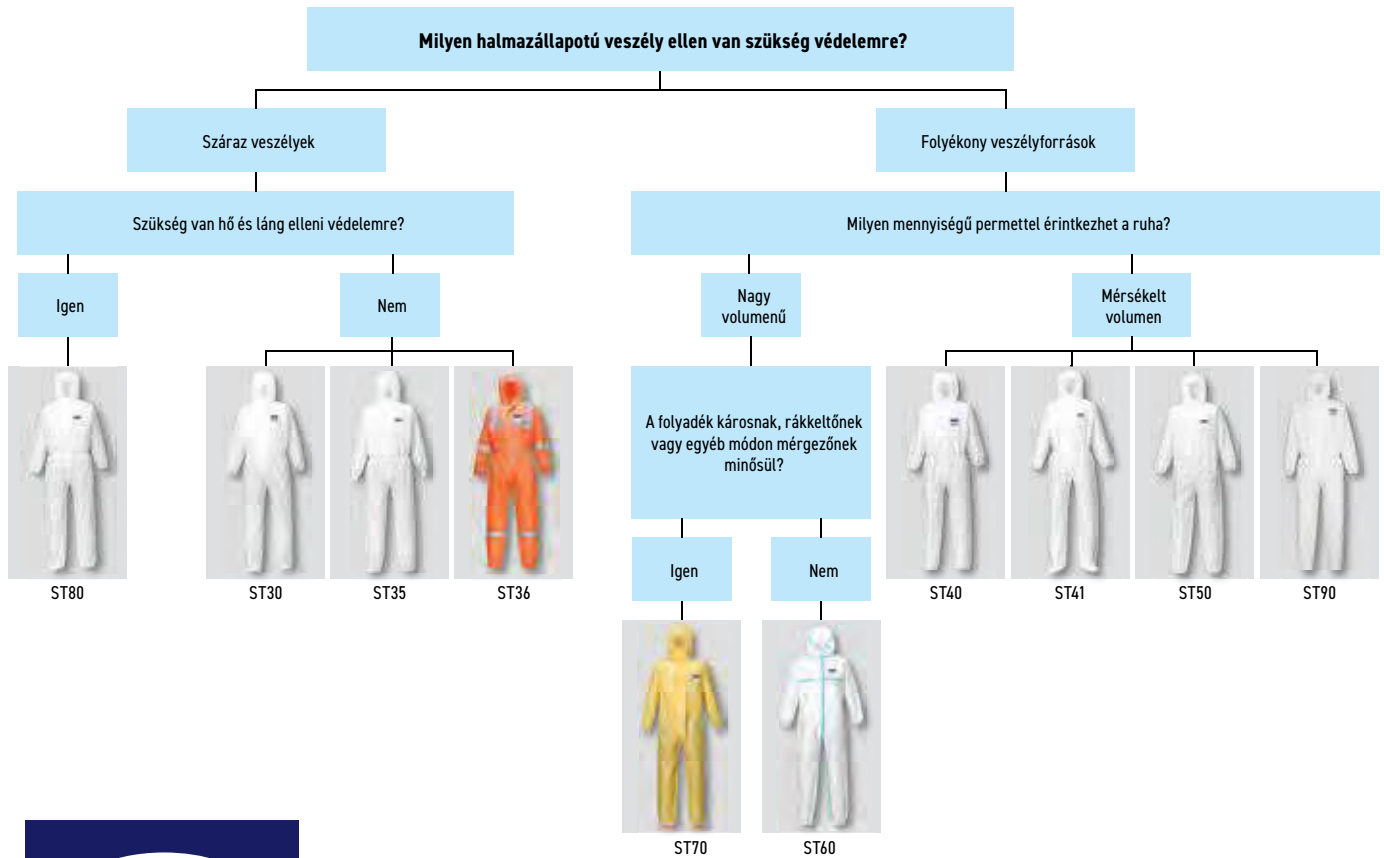 Milyen halmazállapotú veszély ellen van szükség védelemre?
Száraz veszélyek
Folyékony veszélyforrások
Szükség van hő és láng elleni védelemre?
Milyen mennyiségű permettel érintkezhet a ruha?
Igen
Nem
Nagy
volumenű
Mérsékelt
volumen
A folyadék károsnak, rákkeltőnek
vagy egyéb módon mérgezőnek
minősül?
ST80
ST30
ST35
ST36
Igen
Nem
ST40
ST41
ST50
ST90
ST70
ST60